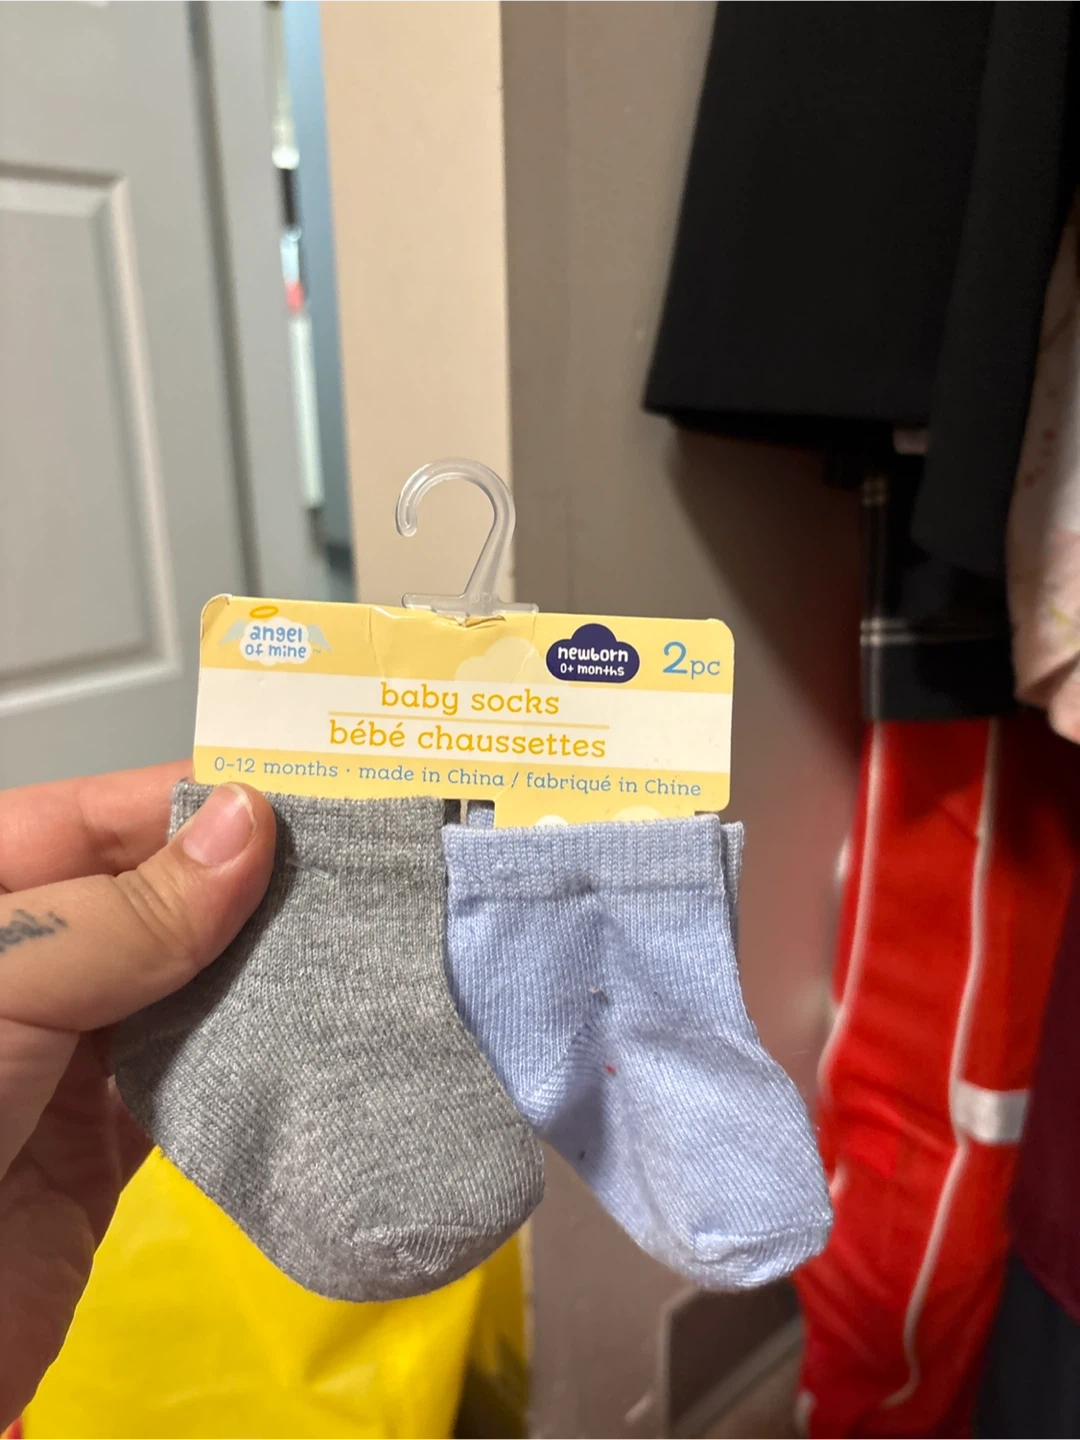 angel
of mine™
newborn
0+ months
2pc
baby socks
bébé chaussettes
0-12 months · made in China / fabriqué in Chine